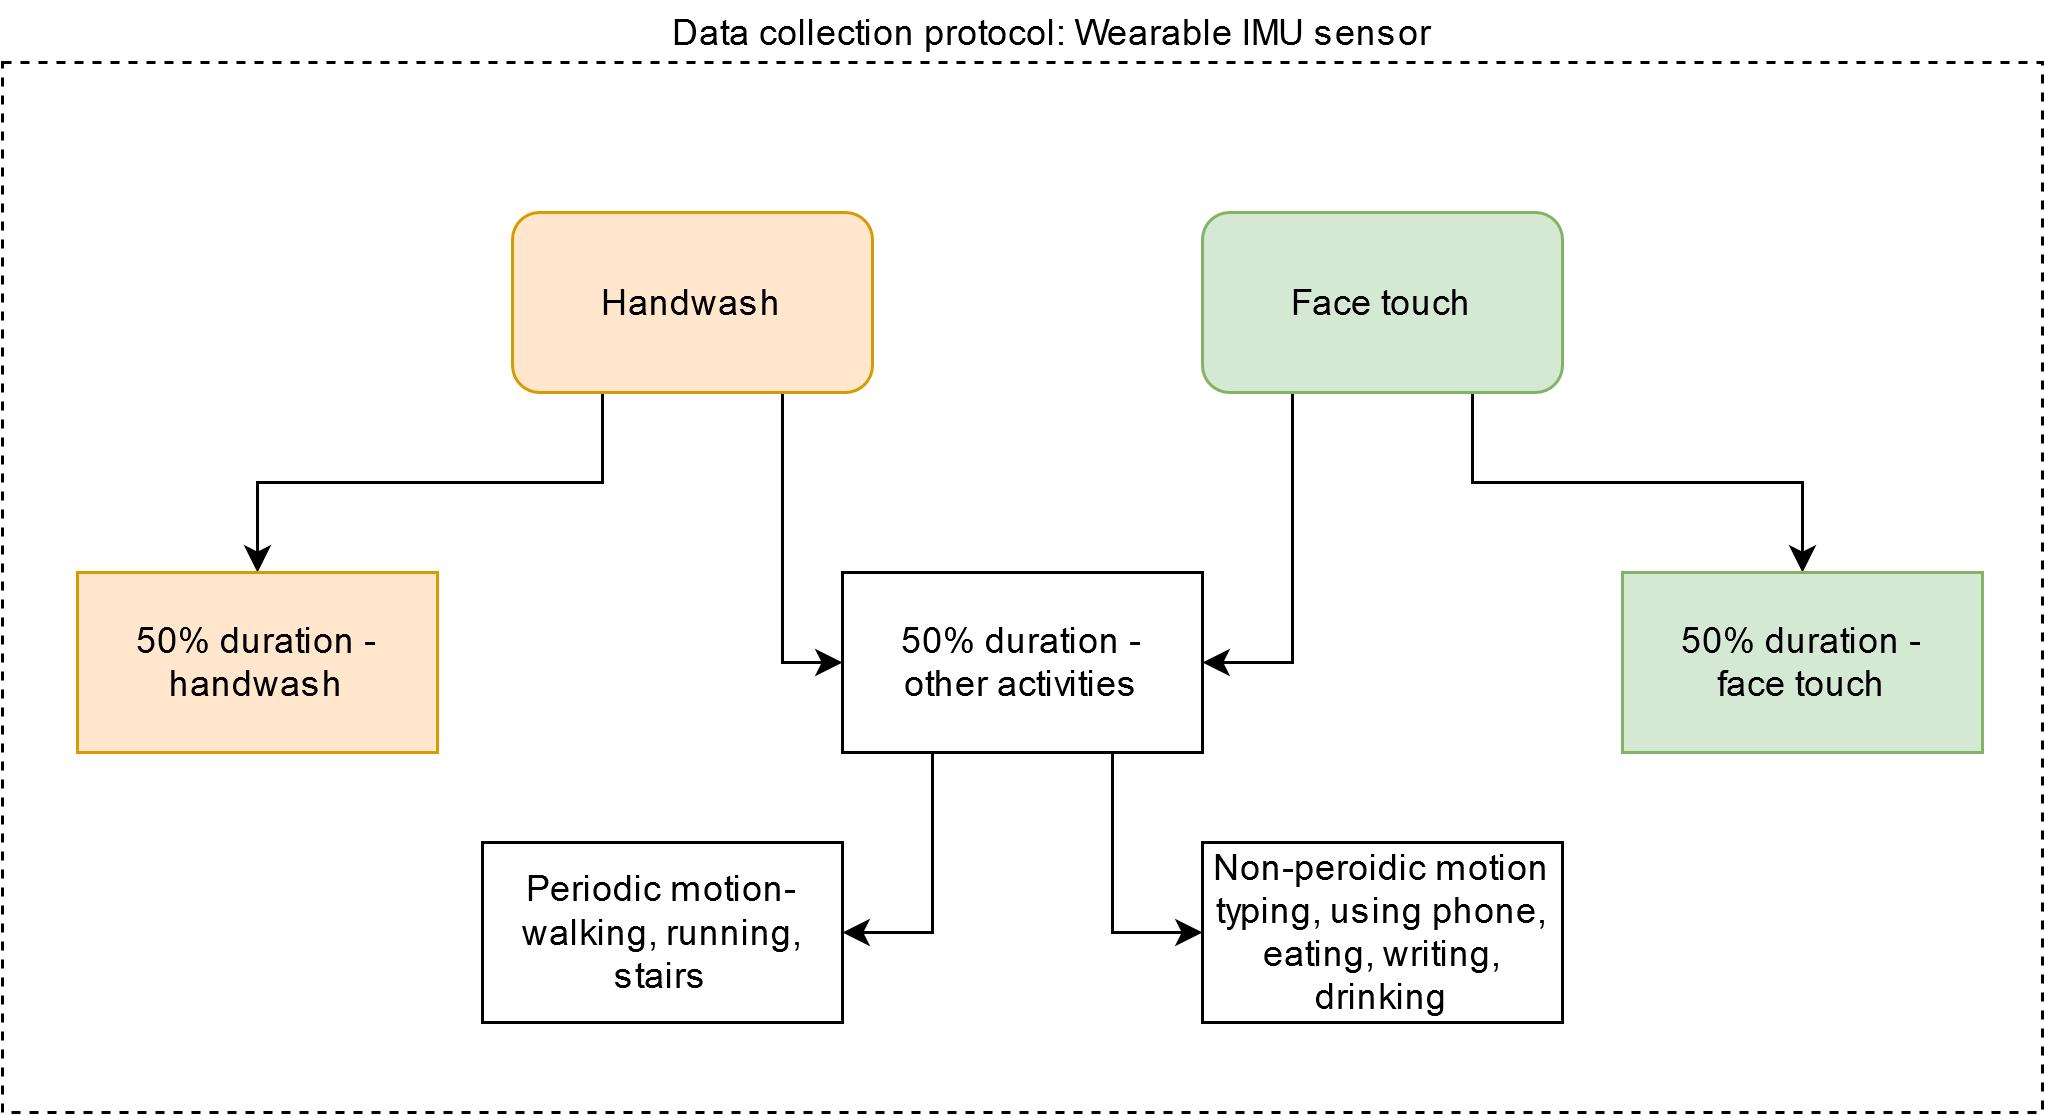 Data collection protocol: Wearable IMU sensor
Handwash
Face touch
50% duration -
handwash
50% duration -
other activities
50% duration -
face touch
Periodic motion-
walking, running,
stairs
Non-peroidic motion
typing, using phone,
eating, writing,
drinking